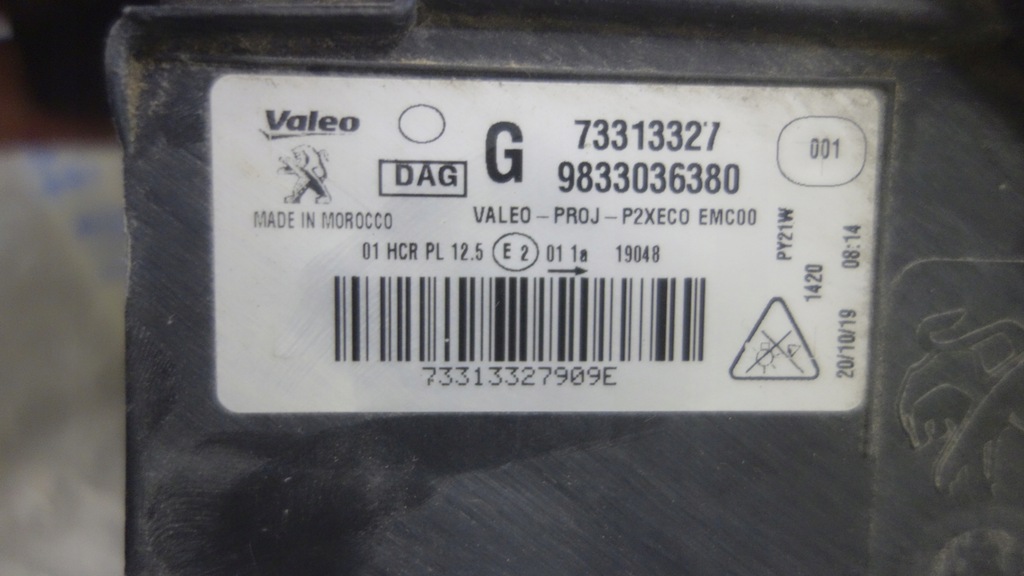 Valeo
DAG
G
73313327
9833036380
001
MADE IN MOROCCO
VALEO - PROJ - P2XECO EMC00
01 HCR PL 12.5 E 2 01 1a 19048
73313327909E
PY21W
1420
20/10/19 08:14